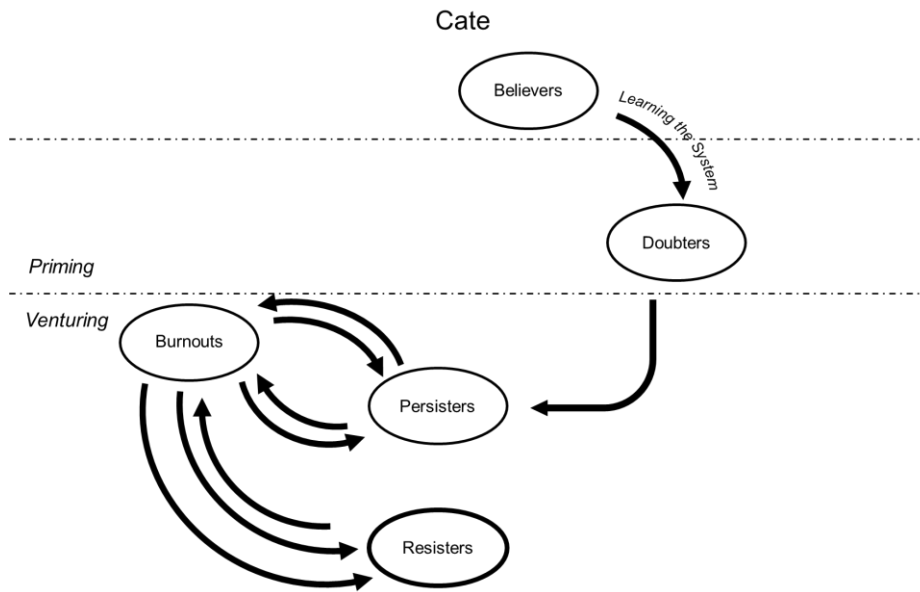 Cate
Believers
Learning the System
Doubters
Priming
Venturing
Burnouts
Persisters
Resisters